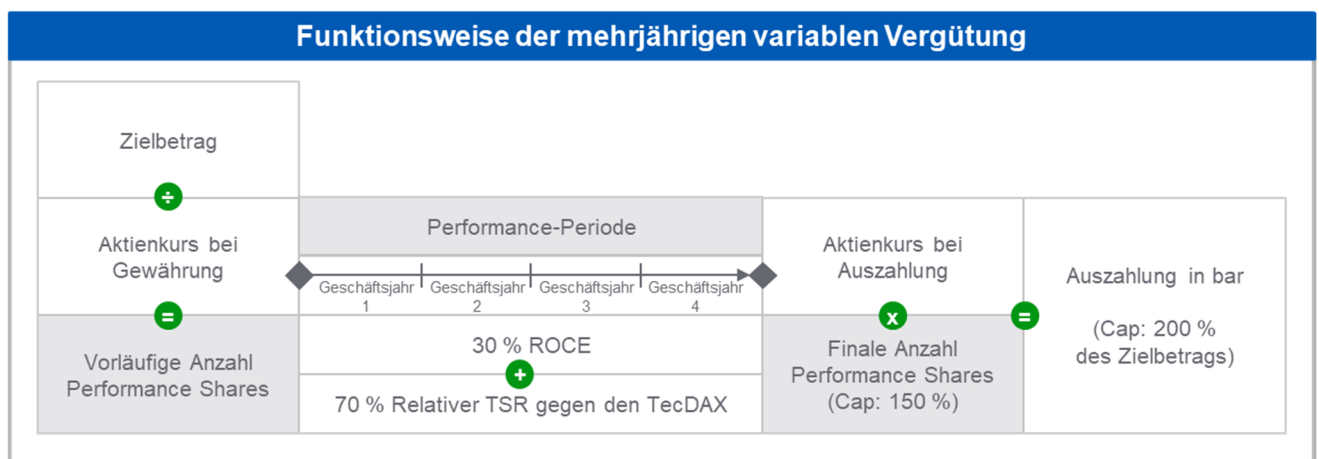 Funktionsweise der mehrjährigen variablen Vergütung
Zielbetrag
÷
Aktienkurs bei
Gewährung
=
Vorläufige Anzahl
Performance Shares
Performance-Periode
Geschäftsjahr
1
Geschäftsjahr
2
Geschäftsjahr
3
Geschäftsjahr
4
30 % ROCE
+
70 % Relativer TSR gegen den TecDAX
Aktienkurs bei
Auszahlung
x
Finale Anzahl
Performance Shares
(Cap: 150 %)
=
Auszahlung in bar
(Cap: 200 %
des Zielbetrags)